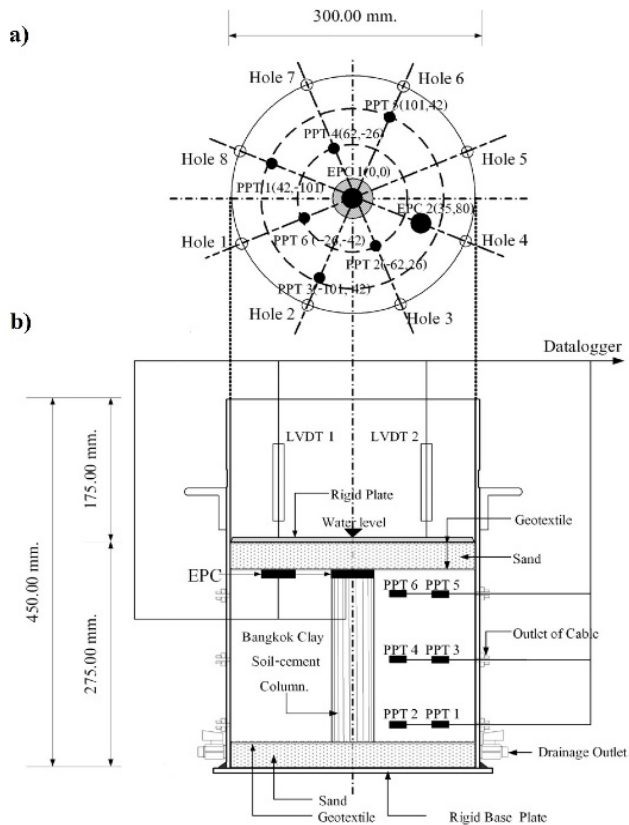 300.00 mm.
a)
Hole 7
Hole 6
PPT 5(101,42)
PPT 4(62,-26)
Hole 8
Hole 5
EPC 1(0,0)
PPT 1(42,-101)
EPC 2(35,80)
Hole 1
Hole 4
PPT 6 (-26,-42)
PPT 2(-62,26)
PPT 3(-101,-42)
Hole 2
Hole 3
b)
Datalogger
LVDT 1
LVDT 2
175.00 mm.
Rigid Plate
Water level
Geotextile
Sand
450.00 mm.
EPC
PPT 6
PPT 5
275.00 mm.
Bangkok Clay
Soil-cement
Column.
Outlet of Cable
PPT 4
PPT 3
PPT 2
PPT 1
Drainage Outlet
Sand
Geotextile
Rigid Base Plate